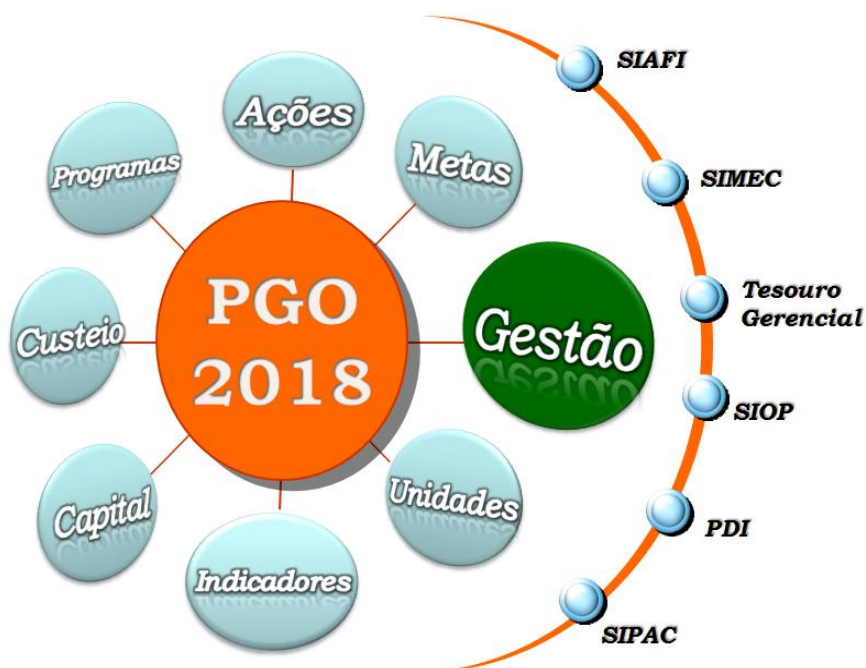 Ações
Metas
Programas
PGO
2018
Custeio
Gestão
Capital
Unidades
Indicadores
SIAFI
SIMEC
Tesouro
Gerencial
SIOP
PDI
SIPAC